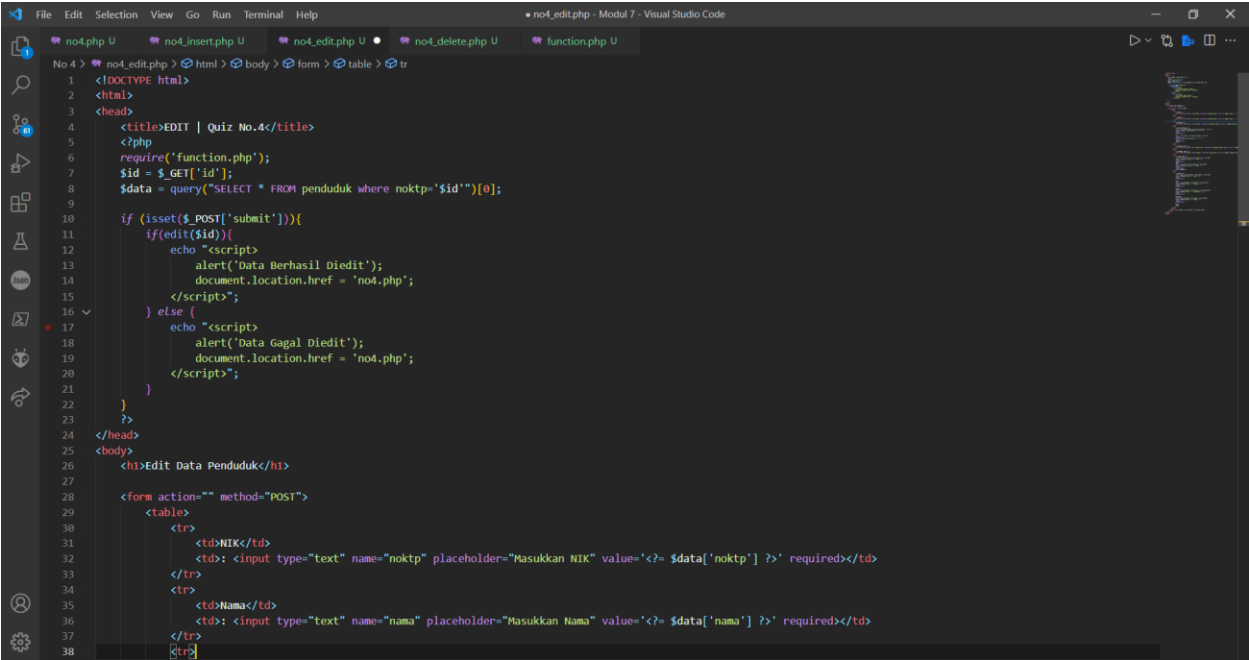 File Edit Selection View Go Run Terminal Help
● no4_edit.php - Modul 7 - Visual Studio Code
no4.php U no4_insert.php U no4_edit.php U ● no4_delete.php U function.php U
No 4 > no4_edit.php > html > body > form > table > tr
1 <!DOCTYPE html>
2 <html>
3 <head>
4 <title>EDIT | Quiz No.4</title>
5 <?php
6 require('function.php');
7 $id = $_GET['id'];
8 $data = query("SELECT * FROM penduduk where noktp='$id'")[0];
9
10 if (isset($_POST['submit'])){
11 if(edit($id)){
12 echo "<script>
13 alert('Data Berhasil Diedit');
14 document.location.href = 'no4.php';
15 </script>";
16 } else {
17 echo "<script>
18 alert('Data Gagal Diedit');
19 document.location.href = 'no4.php';
20 </script>";
21 }
22 }
23 ?>
24 </head>
25 <body>
26 <h1>Edit Data Penduduk</h1>
27
28 <form action="" method="POST">
29 <table>
30 <tr>
31 <td>NIK</td>
32 <td>: <input type="text" name="noktp" placeholder="Masukkan NIK" value='<?= $data['noktp'] ?>' required></td>
33 </tr>
34 <tr>
35 <td>Nama</td>
36 <td>: <input type="text" name="nama" placeholder="Masukkan Nama" value='<?= $data['nama'] ?>' required></td>
37 </tr>
38 <tr>
1
61
Json